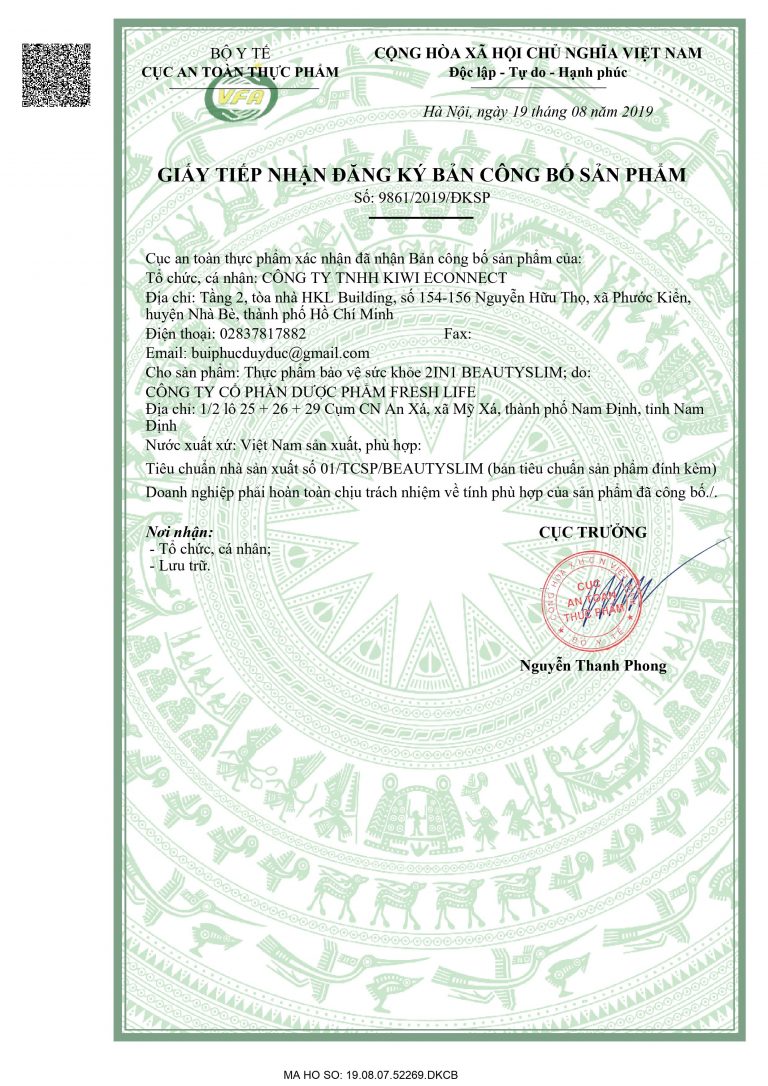 BỘ Y TẾ
CỤC AN TOÀN THỰC PHẨM
VFA
CỘNG HÒA XÃ HỘI CHỦ NGHĨA VIỆT NAM
Độc lập - Tự do - Hạnh phúc
Hà Nội, ngày 19 tháng 08 năm 2019
GIẤY TIẾP NHẬN ĐĂNG KÝ BẢN CÔNG BỐ SẢN PHẨM
Số: 9861/2019/ĐKSP
Cục an toàn thực phẩm xác nhận đã nhận Bản công bố sản phẩm của:
Tổ chức, cá nhân: CÔNG TY TNHH KIWI ECONNECT
Địa chỉ: Tầng 2, tòa nhà HKL Building, số 154-156 Nguyễn Hữu Thọ, xã Phước Kiển,
huyện Nhà Bè, thành phố Hồ Chí Minh
Điện thoại: 02837817882 Fax:
Email: buiphucduyduc@gmail.com
Cho sản phẩm: Thực phẩm bảo vệ sức khỏe 2IN1 BEAUTYSLIM; do:
CÔNG TY CỔ PHẦN DƯỢC PHẨM FRESH LIFE
Địa chỉ: 1/2 lô 25 + 26 + 29 Cụm CN An Xá, xã Mỹ Xá, thành phố Nam Định, tỉnh Nam
Định
Nước xuất xứ: Việt Nam sản xuất, phù hợp:
Tiêu chuẩn nhà sản xuất số 01/TCSP/BEAUTYSLIM (bản tiêu chuẩn sản phẩm đính kèm)
Doanh nghiệp phải hoàn toàn chịu trách nhiệm về tính phù hợp của sản phẩm đã công bố./.
Nơi nhận:
- Tổ chức, cá nhân;
- Lưu trữ.
CỤC TRƯỞNG
CỘNG HÒA X.H.C.N VIỆT
CỤC
AN TOÀN
THỰC PHẨM
BỘ Y TẾ
Nguyễn Thanh Phong
MA HO SO: 19.08.07.52269.DKCB